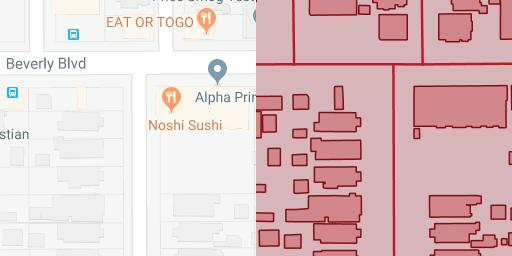 EAT OR TOGO
Beverly Blvd
Alpha Prin
Noshi Sushi
stian